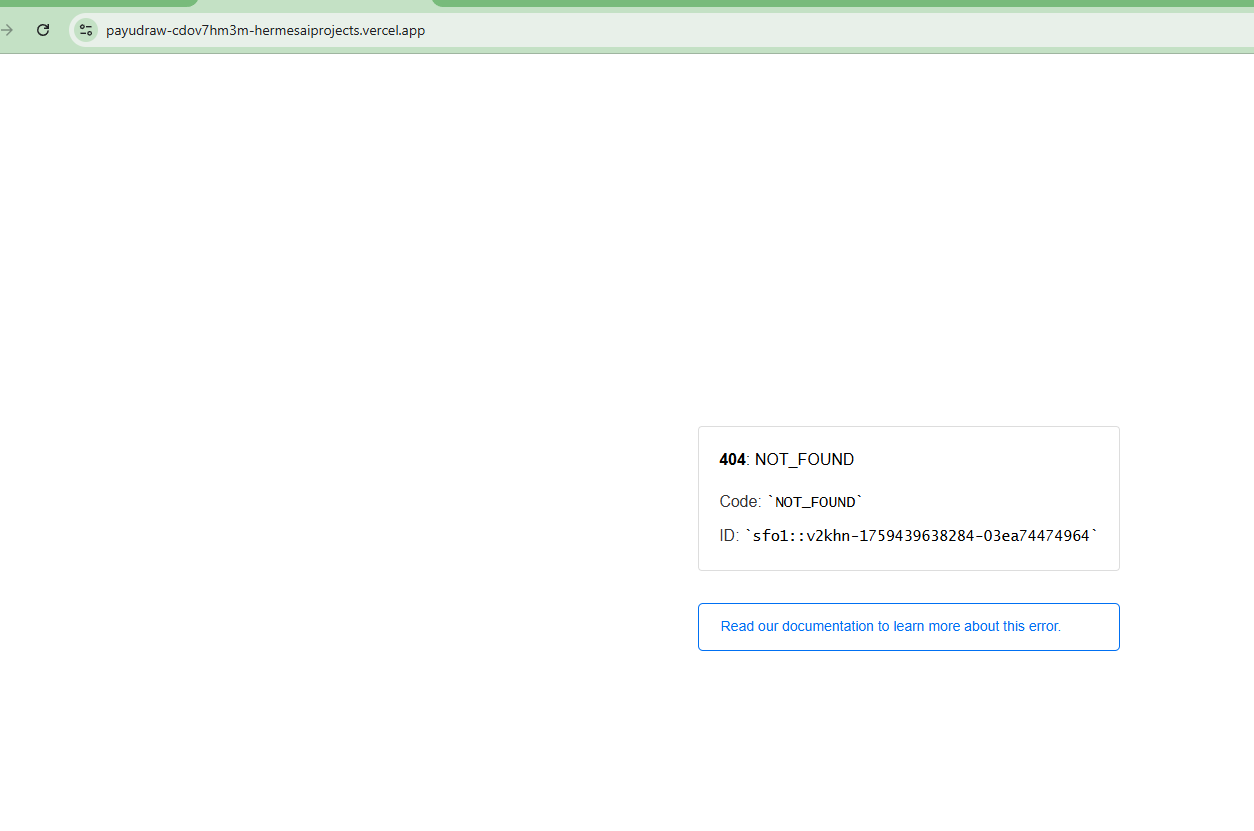 payudraw-cdov7hm3m-hermesaiprojects.vercel.app
404: NOT_FOUND
Code: `NOT_FOUND`
ID: `sfo1::v2khn-1759439638284-03ea74474964`
Read our documentation to learn more about this error.